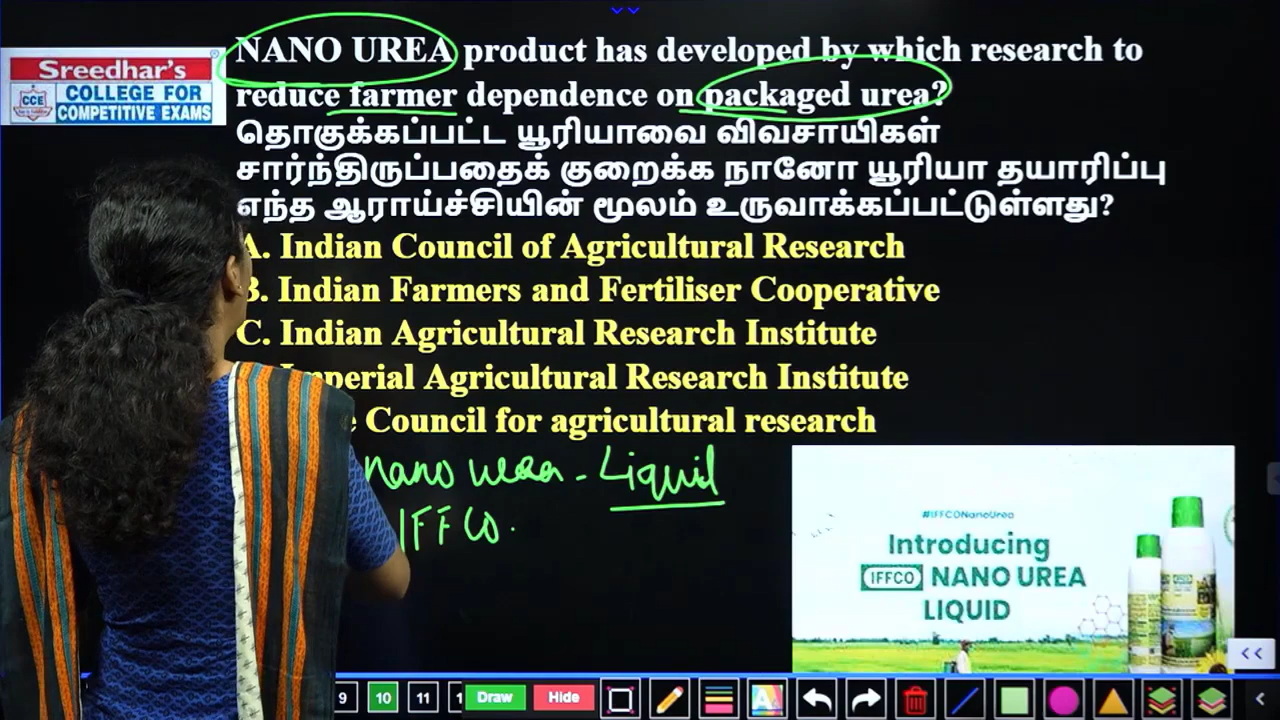 Sreedhar's
®
CCE
COLLEGE FOR
COMPETITIVE EXAMS
NANO UREA product has developed by which research to
reduce farmer dependence on packaged urea?
தொகுக்கப்பட்ட யூரியாவை விவசாயிகள்
சார்ந்திருப்பதைக் குறைக்க நானோ யூரியா தயாரிப்பு
எந்த ஆராய்ச்சியின் மூலம் உருவாக்கப்பட்டுள்ளது?
A. Indian Council of Agricultural Research
B. Indian Farmers and Fertiliser Cooperative
C. Indian Agricultural Research Institute
Imperial Agricultural Research Institute
Council for agricultural research
nano urea - Liquid
IFFCO.
#IFFCONanoUrea
Introducing
IFFCO NANO UREA
LIQUID
<<
9 10 11 1 Draw Hide